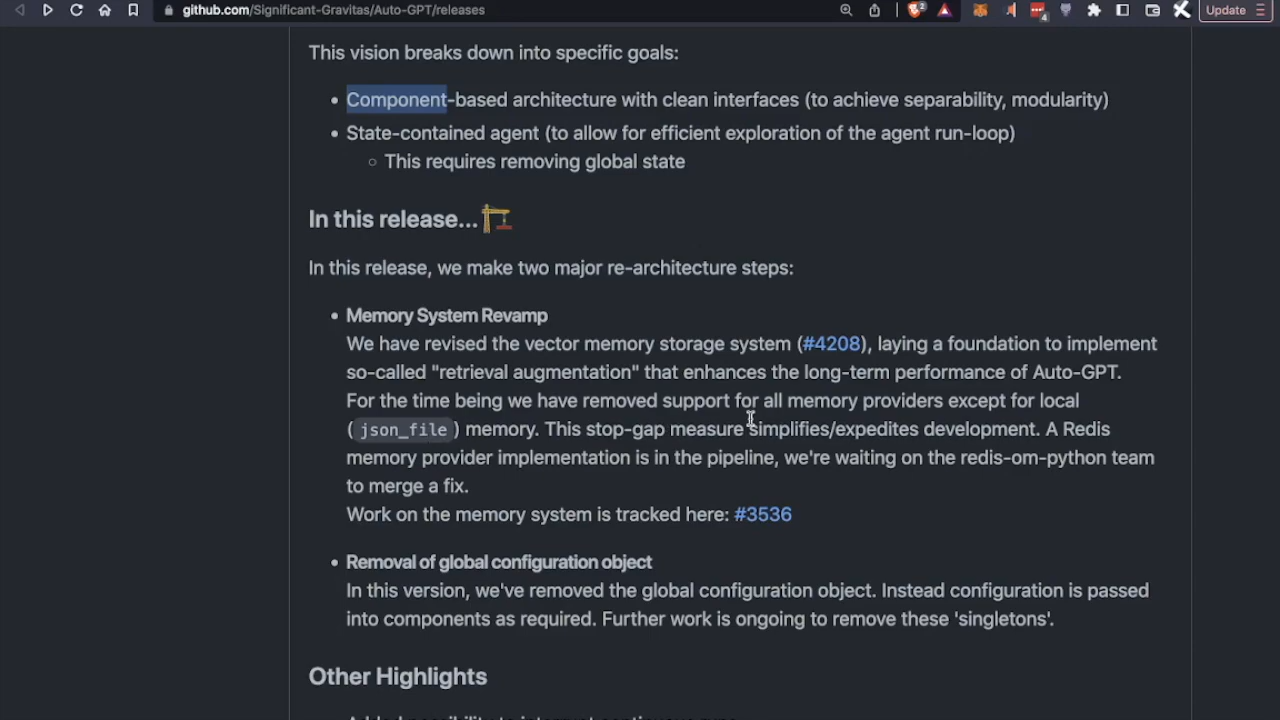 github.com/Significant-Gravitas/Auto-GPT/releases
2
4
Update
This vision breaks down into specific goals:
• Component-based architecture with clean interfaces (to achieve separability, modularity)
• State-contained agent (to allow for efficient exploration of the agent run-loop)
○ This requires removing global state
In this release...
In this release, we make two major re-architecture steps:
• Memory System Revamp
We have revised the vector memory storage system (#4208), laying a foundation to implement
so-called "retrieval augmentation" that enhances the long-term performance of Auto-GPT.
For the time being we have removed support for all memory providers except for local
(json_file) memory. This stop-gap measure simplifies/expedites development. A Redis
memory provider implementation is in the pipeline, we're waiting on the redis-om-python team
to merge a fix.
Work on the memory system is tracked here: #3536
• Removal of global configuration object
In this version, we've removed the global configuration object. Instead configuration is passed
into components as required. Further work is ongoing to remove these 'singletons'.
Other Highlights